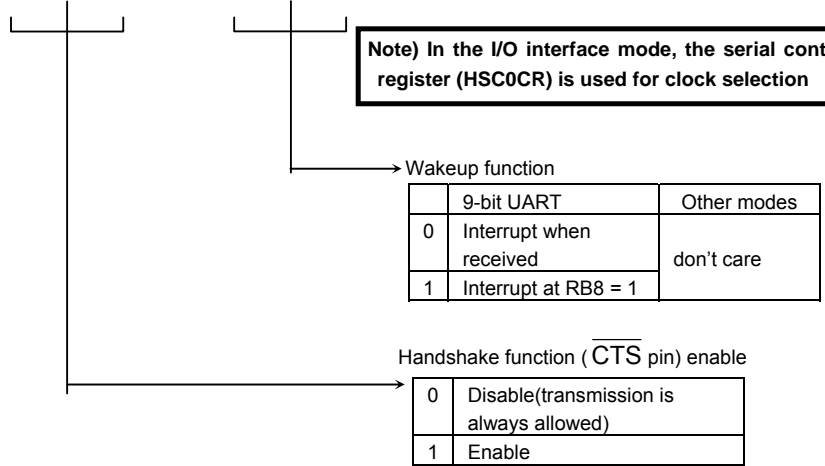 Note) In the I/O interface mode, the serial cont
register (HSC0CR) is used for clock selection
Wakeup function
9-bit UART Other modes
0 Interrupt when
received don't care
1 Interrupt at RB8 = 1
Handshake function ( CTS pin) enable
0 Disable(transmission is
always allowed)
1 Enable